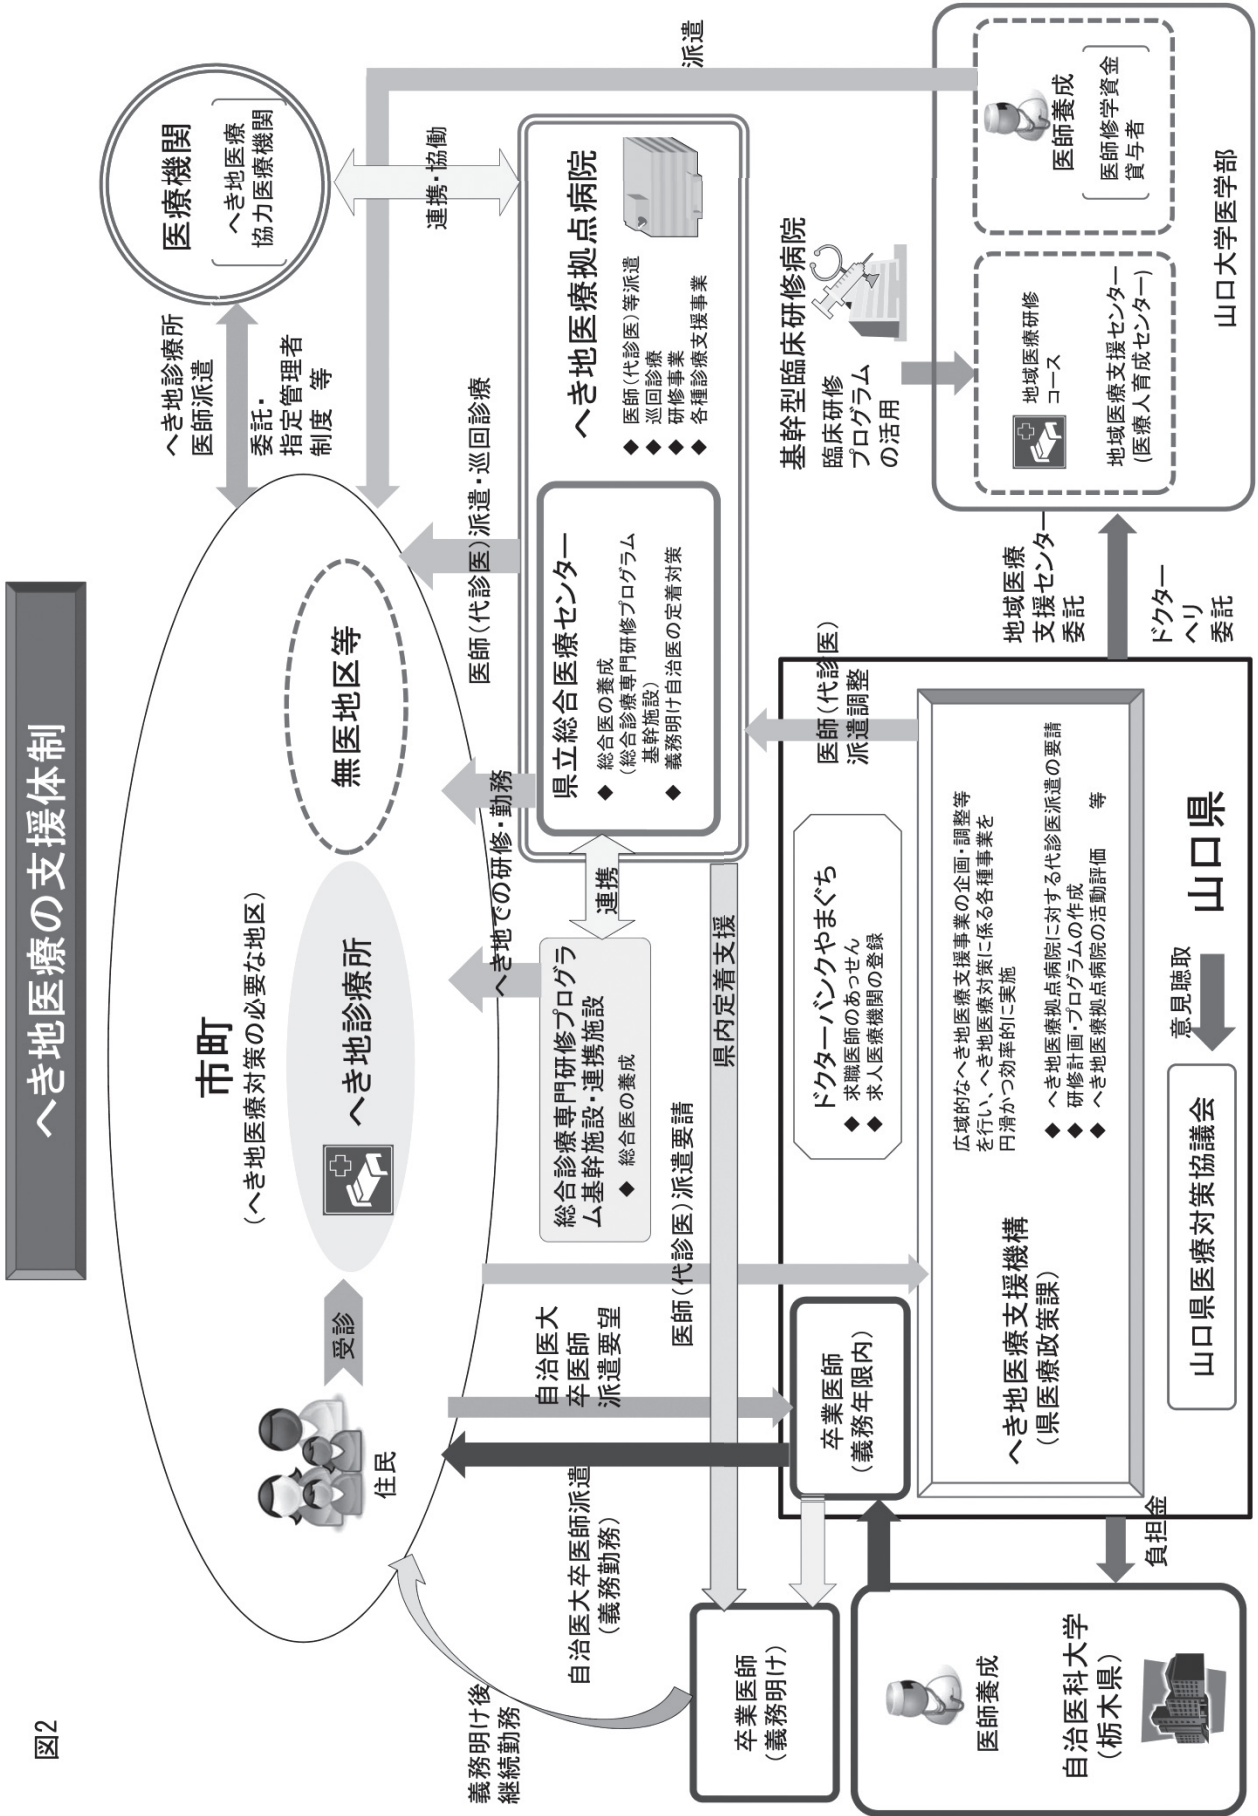 図2
へき地医療の支援体制
市町
(へき地医療対策の必要な地区)
住民
受診
へき地診療所
無医地区等
へき地診療所
医師派遣
委託・
指定管理者
制度 等
医療機関
へき地医療
協力医療機関
義務明け後
継続勤務
自治医大卒医師派遣
(義務勤務)
自治医大
卒医師
派遣要望
医師(代診医)派遣要請
総合診療専門研修プログラ
ム基幹施設・連携施設
◆ 総合医の養成
へき地での研修・勤務
連携
医師(代診医)派遣・巡回診療
連携・協働
派遣
県立総合医療センター
◆ 総合医の養成
(総合診療専門研修プログラム
基幹施設)
◆ 義務明け自治医の定着対策
へき地医療拠点病院
◆ 医師(代診医)等派遣
◆ 巡回診療
◆ 研修事業
◆ 各種診療支援事業
県内定着支援
卒業医師
(義務明け)
卒業医師
(義務年限内)
ドクターバンクやまぐち
◆ 求職医師のあっせん
◆ 求人医療機関の登録
医師(代診医)
派遣調整
基幹型臨床研修病院
臨床研修
プログラム
の活用
医師養成
自治医科大学
(栃木県)
負担金
へき地医療支援機構
(県医療政策課)
広域的なへき地医療支援事業の企画・調整等
を行い、へき地医療対策に係る各種事業を
円滑かつ効率的に実施
◆ へき地医療拠点病院に対する代診医派遣の要請
◆ 研修計画・プログラムの作成
◆ へき地医療拠点病院の活動評価 等
山口県医療対策協議会
意見聴取
山口県
地域医療
支援センター
委託
ドクター
ヘリ
委託
地域医療研修
コース
地域医療支援センター
(医療人育成センター)
医師養成
医師修学資金
貸与者
山口大学医学部